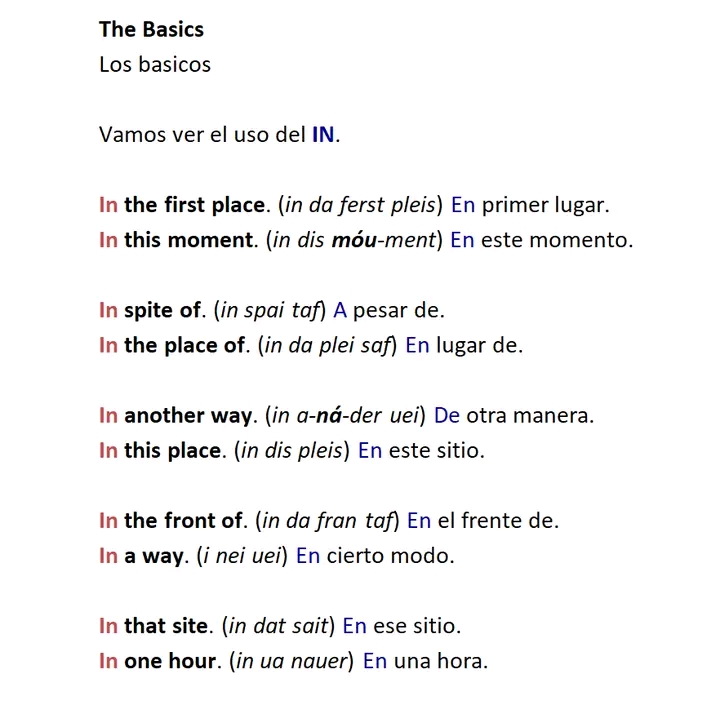 The Basics
Los basicos
Vamos ver el uso del IN.
In the first place. (in da ferst pleis) En primer lugar.
In this moment. (in dis móu-ment) En este momento.
In spite of. (in spai taf) A pesar de.
In the place of. (in da plei saf) En lugar de.
In another way. (in a-ná-der uei) De otra manera.
In this place. (in dis pleis) En este sitio.
In the front of. (in da fran taf) En el frente de.
In a way. (i nei uei) En cierto modo.
In that site. (in dat sait) En ese sitio.
In one hour. (in ua nauer) En una hora.